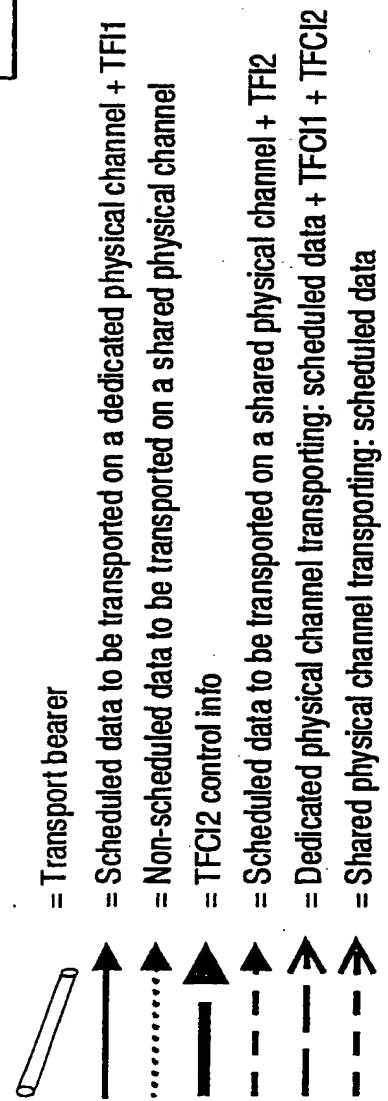 = Transport bearer
= Scheduled data to be transported on a dedicated physical channel + TFI1
= Non-scheduled data to be transported on a shared physical channel
= TFCI2 control info
= Scheduled data to be transported on a shared physical channel + TFI2
= Dedicated physical channel transporting: scheduled data + TFCI1 + TFCI2
= Shared physical channel transporting: scheduled data